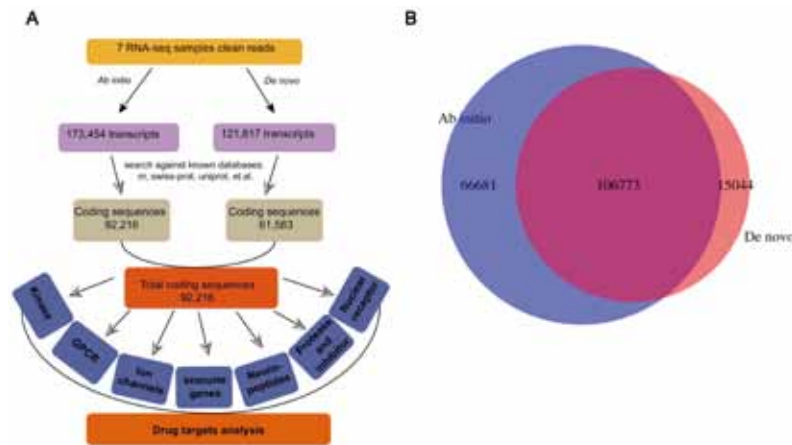 A
7 RNA-seq samples clean reads
Ab initio
De novo
173,454 transcripts
121,817 transcripts
search against known databases:
nr, swiss-prot, uniprot, et al.
Coding sequences
92,216
Coding sequences
61,583
Total coding sequences
92,216
Kinase
GPCR
Ion
channels
Immune
genes
Neuro-
peptides
Protease
and
inhibitor
Nuclear
receptor
Drug targets analysis
B
Ab initio
66681
106773
15044
De novo